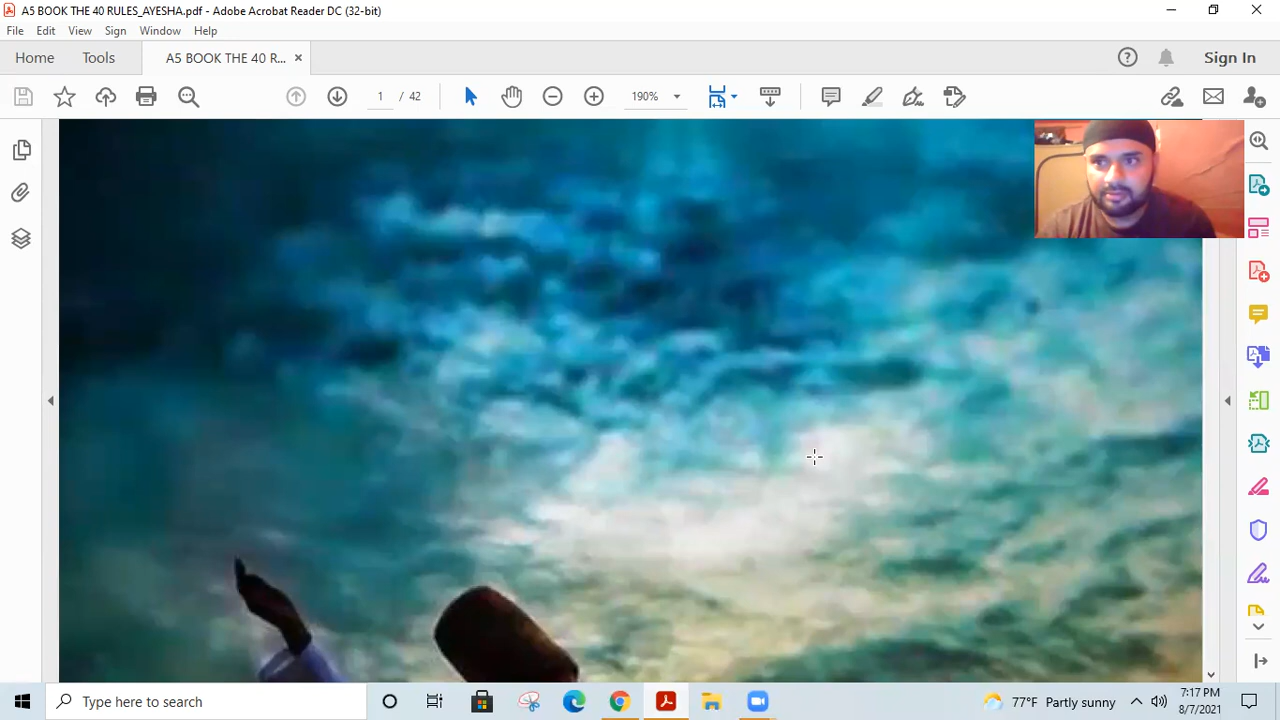 A5 BOOK THE 40 RULES_AYESHA.pdf - Adobe Acrobat Reader DC (32-bit)
File Edit View Sign Window Help
Home Tools A5 BOOK THE 40 R... × Sign In
1 / 42 190%
Type here to search
77°F Partly sunny
7:17 PM
8/7/2021